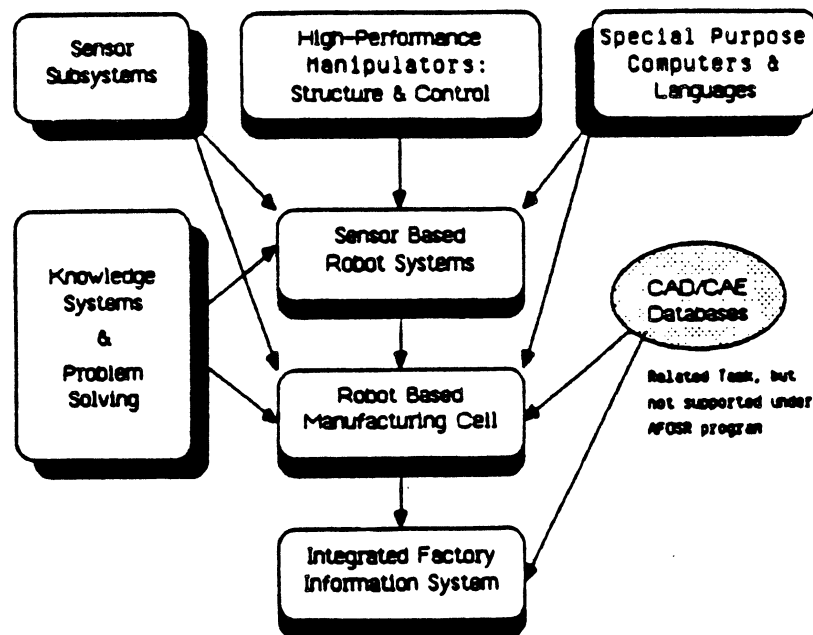 Sensor
Subsystems
High-Performance
Manipulators:
Structure & Control
Special Purpose
Computers &
Languages
Sensor Based
Robot Systems
Knowledge
Systems
&
Problem
Solving
CAD/CAE
Databases
Related Task, but
not supported under
AFOSR program
Robot Based
Manufacturing Cell
Integrated Factory
Information System